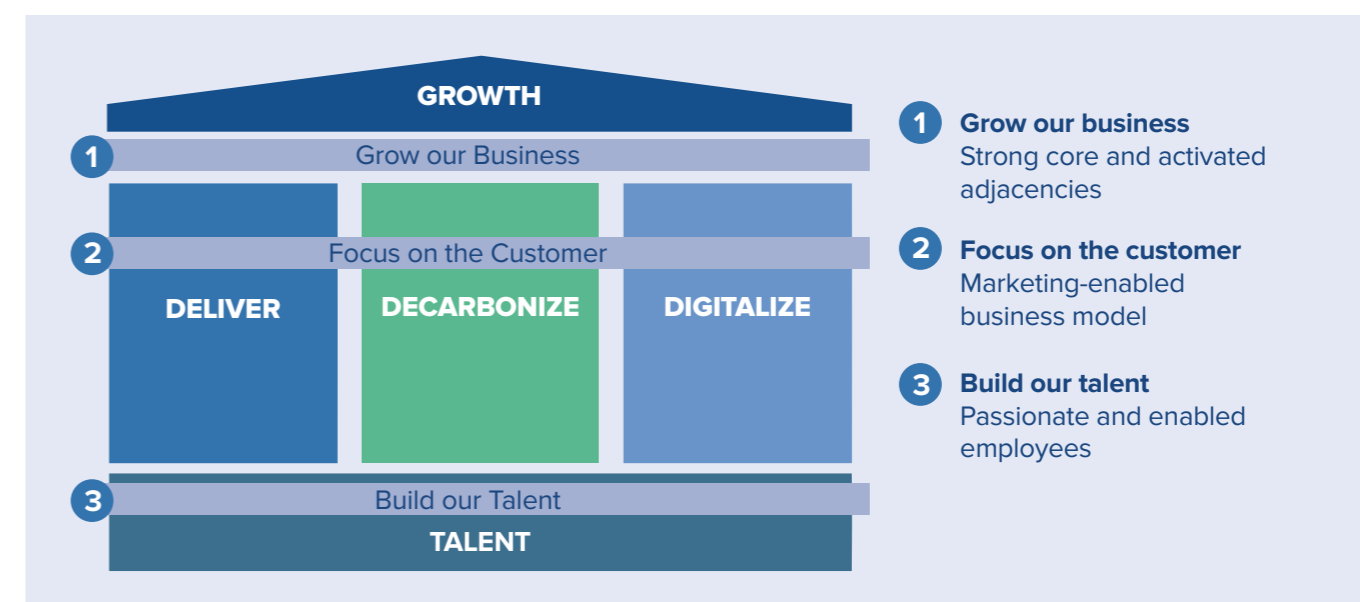 GROWTH
1 Grow our Business
2 Focus on the Customer
DELIVER DECARBONIZE DIGITALIZE
3 Build our Talent
TALENT
1 Grow our business
Strong core and activated
adjacencies
2 Focus on the customer
Marketing-enabled
business model
3 Build our talent
Passionate and enabled
employees